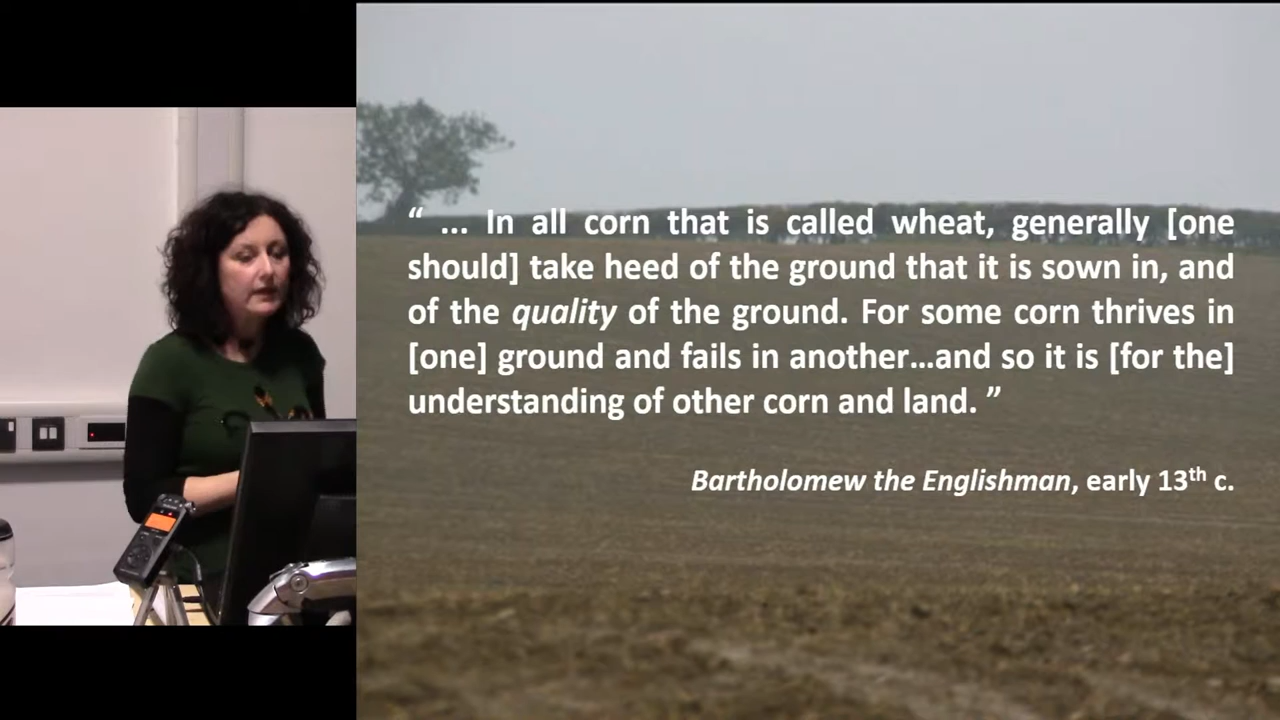 “ ... In all corn that is called wheat, generally [one
should] take heed of the ground that it is sown in, and
of the quality of the ground. For some corn thrives in
[one] ground and fails in another...and so it is [for the]
understanding of other corn and land. ”
Bartholomew the Englishman, early 13th c.